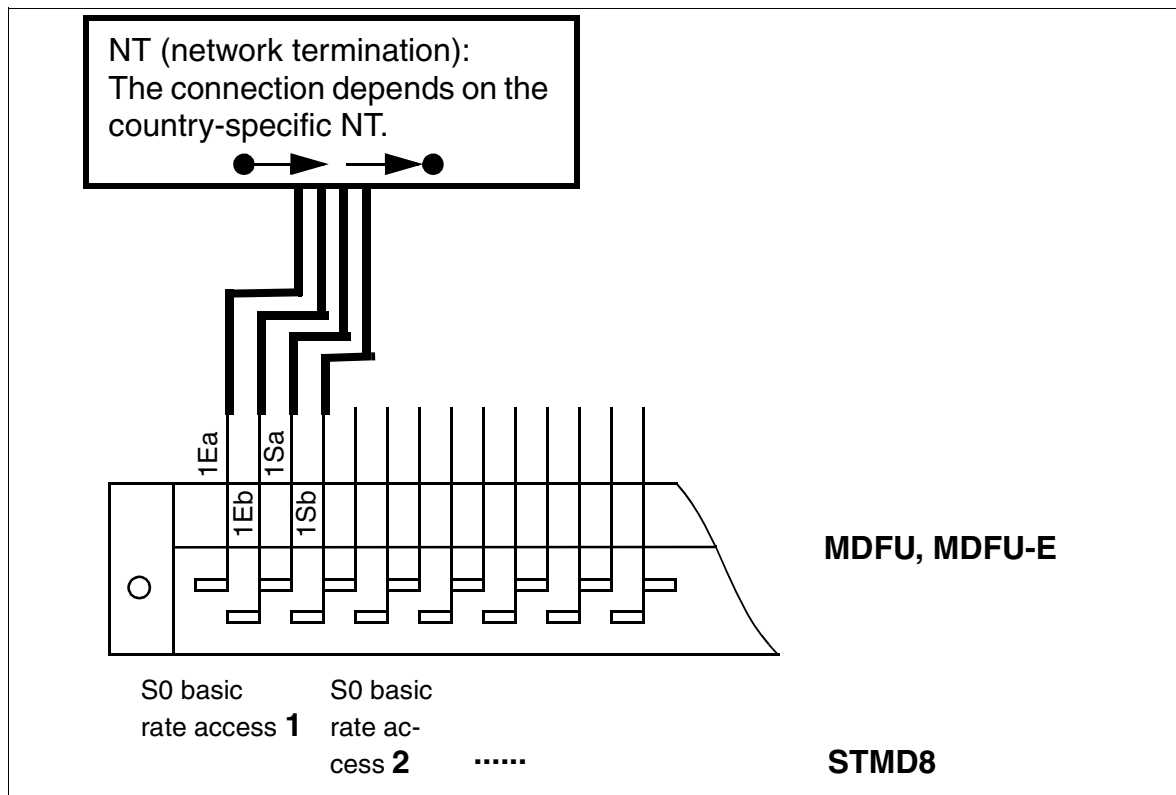 NT (network termination):
The connection depends on the
country-specific NT.
1Ea
1Eb
1Sa
1Sb
MDFU, MDFU-E
S0 basic
rate access 1
S0 basic
rate ac-
cess 2
......
STMD8